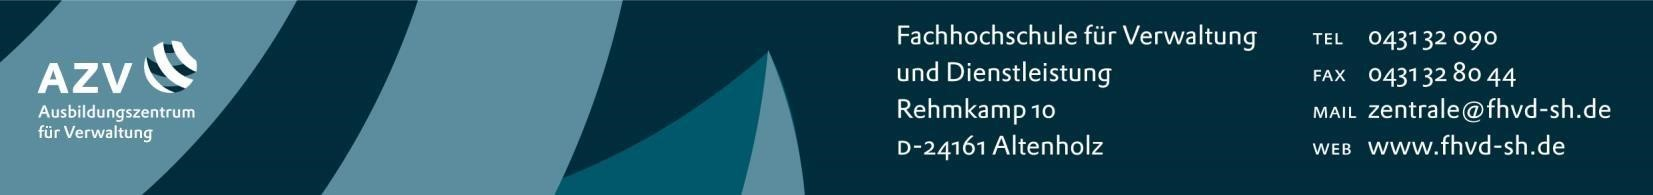 AZV
Ausbildungszentrum
für Verwaltung
Fachhochschule für Verwaltung
und Dienstleistung
Rehmkamp 10
D-24161 Altenholz
TEL 0431 32 090
FAX 0431 32 80 44
MAIL zentrale@fhvd-sh.de
WEB www.fhvd-sh.de